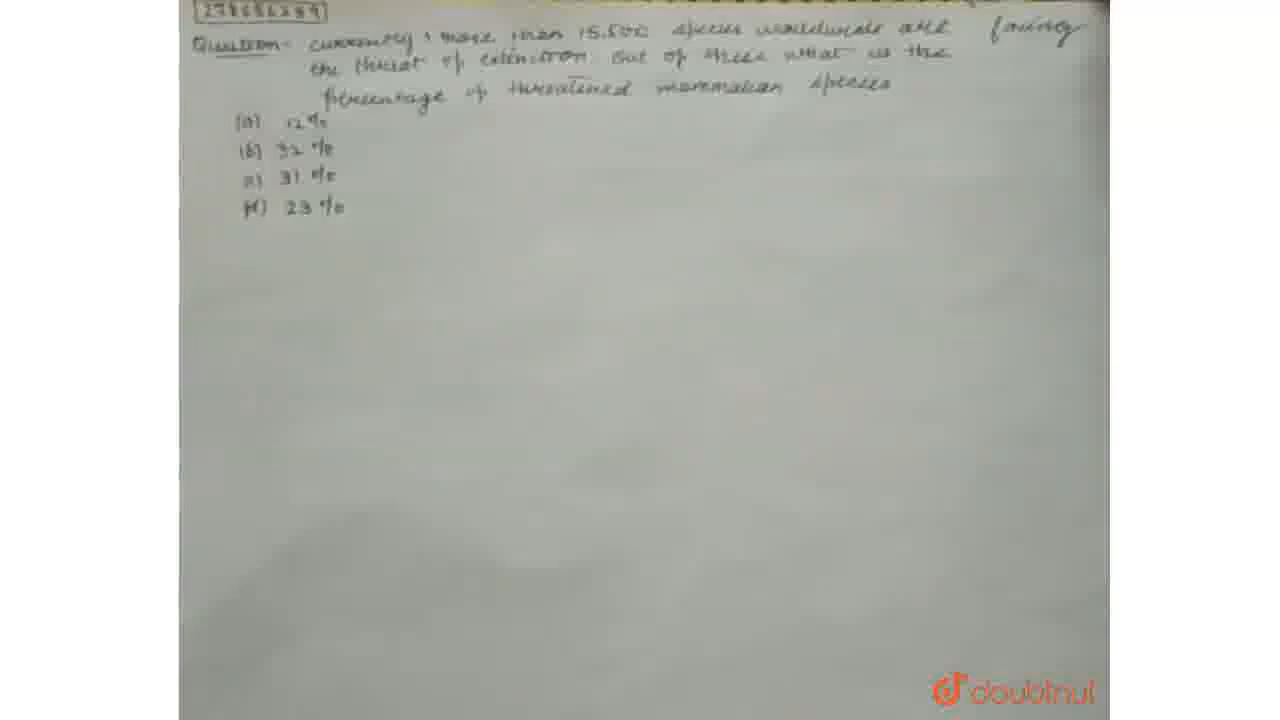 278686289
Question- currently, more than 15.500 species worldwide are facing
the threat of extinction. out of these what is the
percentage of threatened mammalian species
(a) 12%
(b) 32%
(c) 31%
(d) 23%
doubtnut